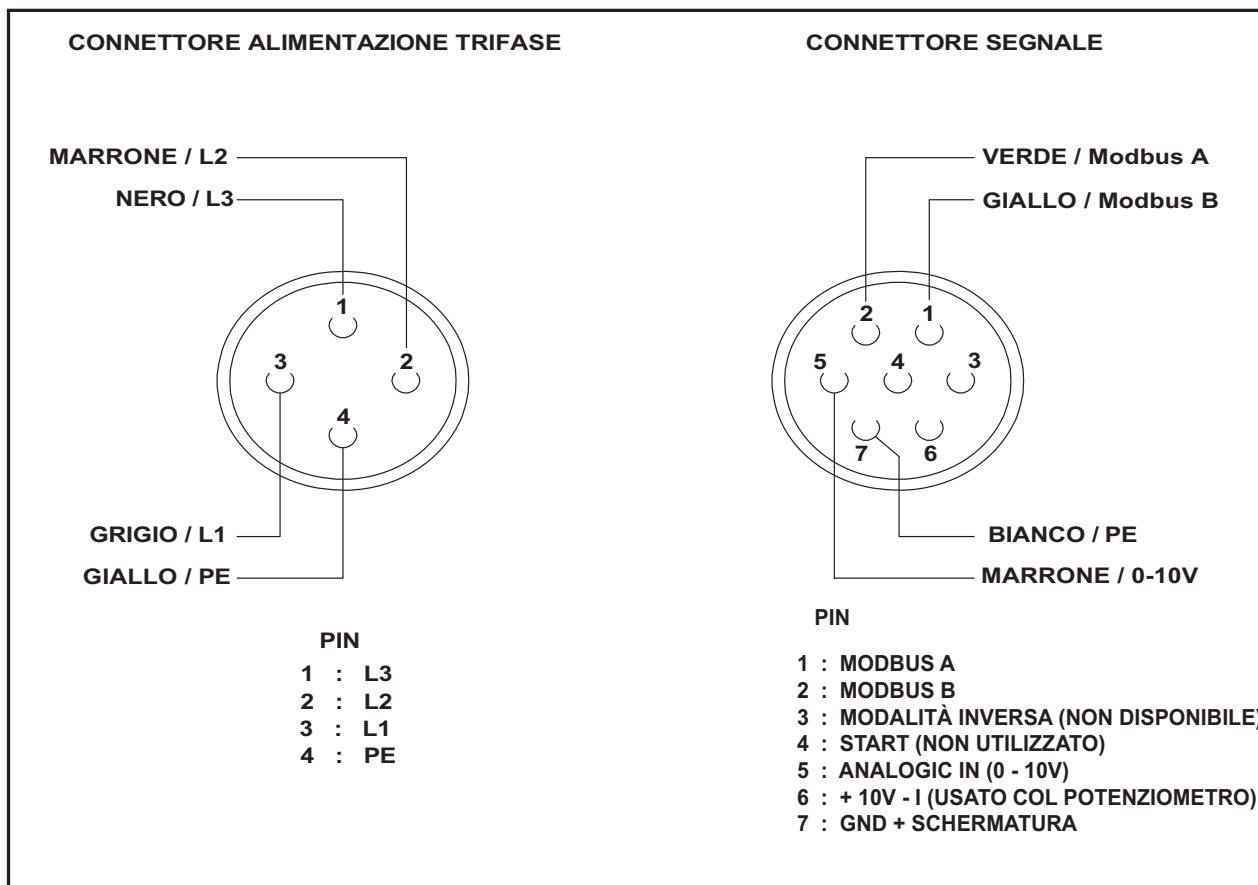 CONNETTORE ALIMENTAZIONE TRIFASE
MARRONE / L2
NERO / L3
1
3
2
4
GRIGIO / L1
GIALLO / PE
PIN
1 : L3
2 : L2
3 : L1
4 : PE
CONNETTORE SEGNALE
VERDE / Modbus A
GIALLO / Modbus B
2 1
5 4 3
7 6
BIANCO / PE
MARRONE / 0-10V
PIN
1 : MODBUS A
2 : MODBUS B
3 : MODALITÀ INVERSA (NON DISPONIBILE)
4 : START (NON UTILIZZATO)
5 : ANALOGIC IN (0 - 10V)
6 : + 10V - I (USATO COL POTENZIOMETRO)
7 : GND + SCHERMATURA